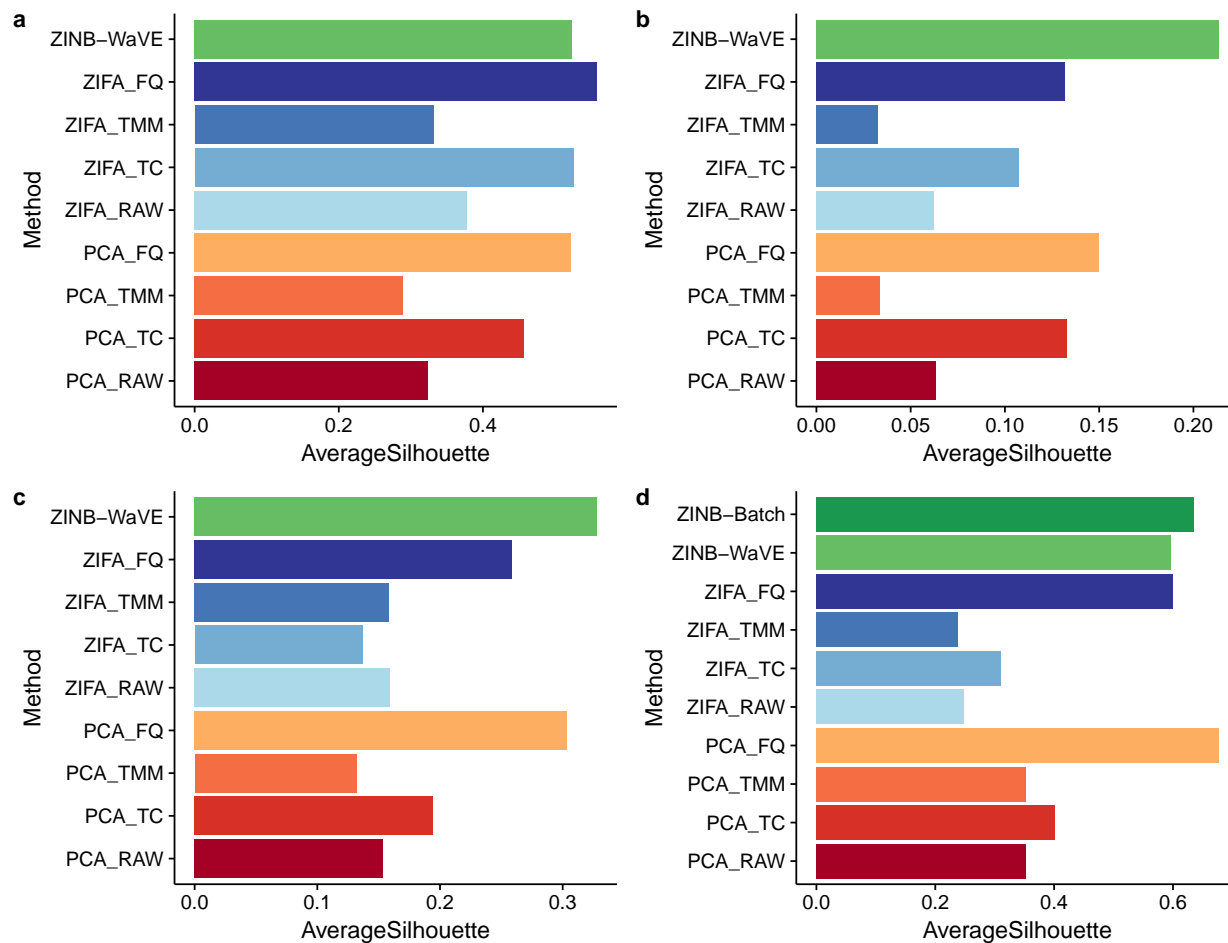 a
Method
ZINB−WaVE
ZIFA_FQ
ZIFA_TMM
ZIFA_TC
ZIFA_RAW
PCA_FQ
PCA_TMM
PCA_TC
PCA_RAW
0.0 0.2 0.4
AverageSilhouette
b
Method
ZINB−WaVE
ZIFA_FQ
ZIFA_TMM
ZIFA_TC
ZIFA_RAW
PCA_FQ
PCA_TMM
PCA_TC
PCA_RAW
0.00 0.05 0.10 0.15 0.20
AverageSilhouette
c
Method
ZINB−WaVE
ZIFA_FQ
ZIFA_TMM
ZIFA_TC
ZIFA_RAW
PCA_FQ
PCA_TMM
PCA_TC
PCA_RAW
0.0 0.1 0.2 0.3
AverageSilhouette
d
Method
ZINB−Batch
ZINB−WaVE
ZIFA_FQ
ZIFA_TMM
ZIFA_TC
ZIFA_RAW
PCA_FQ
PCA_TMM
PCA_TC
PCA_RAW
0.0 0.2 0.4 0.6
AverageSilhouette